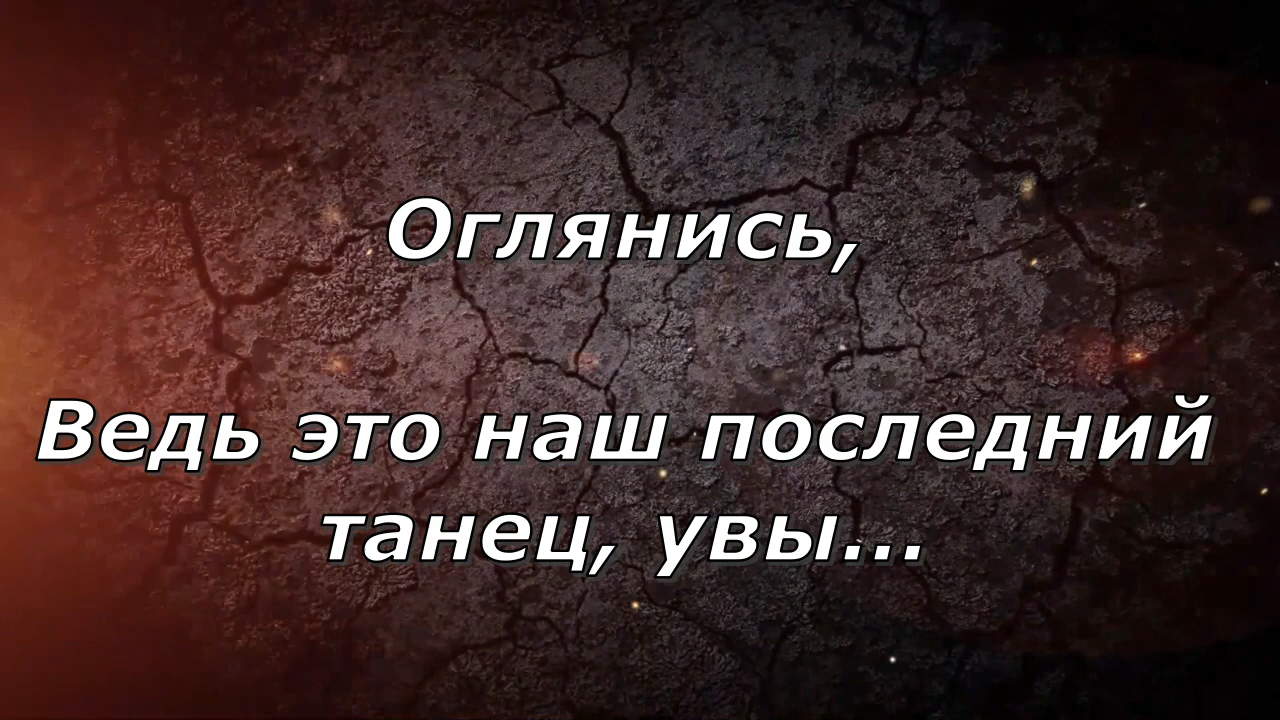 Оглянись,
Ведь это наш последний
танец, увы...